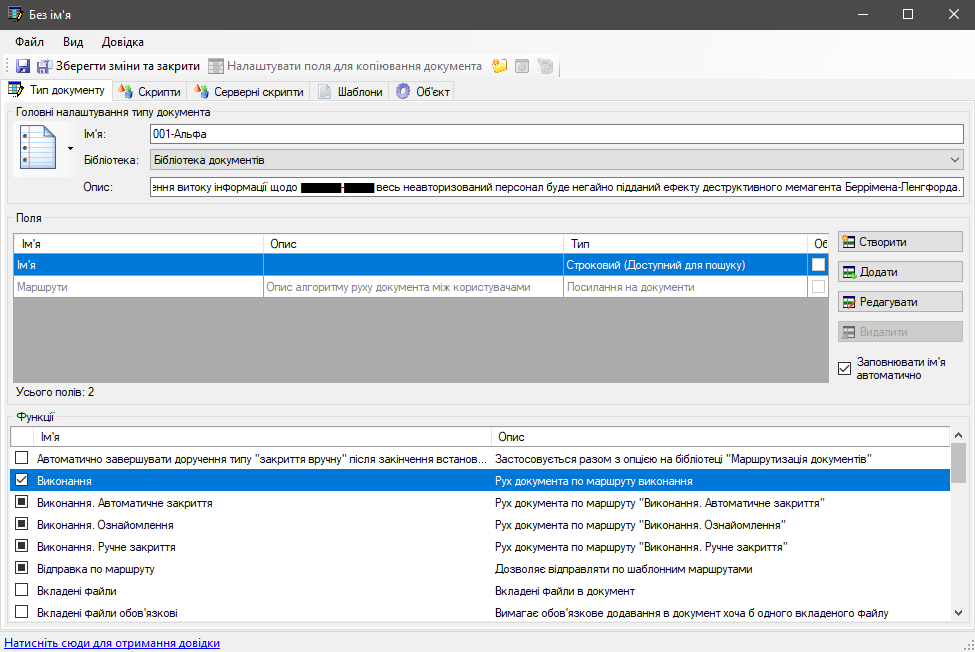 Без ім'я
Файл Вид Довідка
Зберегти зміни та закрити Налаштувати поля для копіювання документа
Тип документу Скрипти Серверні скрипти Шаблони Об'єкт
Головні налаштування типу документа
Ім'я: 001-Альфа
Бібліотека: Бібліотека документів
Опис: ення витоку інформації щодо - весь неавторизований персонал буде негайно підданий ефекту деструктивного мемагента Беррімена-Ленгфорда.
Поля
Ім'я Опис Тип Об
Ім'я Строковий (Доступний для пошуку)
Маршрути Опис алгоритму руху документа між користувачами Посилання на документи
Створити
Додати
Редагувати
Видалити
Заповнювати ім'я
автоматично
Усього полів: 2
Функції
Ім'я Опис
Автоматично завершувати доручення типу "закриття вручну" після закінчення встанов... Застосовується разом з опцією на бібліотеці "Маршрутизація документів"
Виконання Рух документа по маршруту виконання
Виконання. Автоматичне закриття Рух документа по маршруту "Виконання. Автоматичне закриття"
Виконання. Ознайомлення Рух документа по маршруту "Виконання. Ознайомлення"
Виконання. Ручне закриття Рух документа по маршруту "Виконання. Ручне закриття"
Відправка по маршруту Дозволяє відправляти по шаблонним маршрутами
Вкладені файли Вкладені файли в документ
Вкладені файли обов'язкові Вимагає обов'язкове додавання в документ хоча б одного вкладеного файлу
Натисніть сюди для отримання довідки